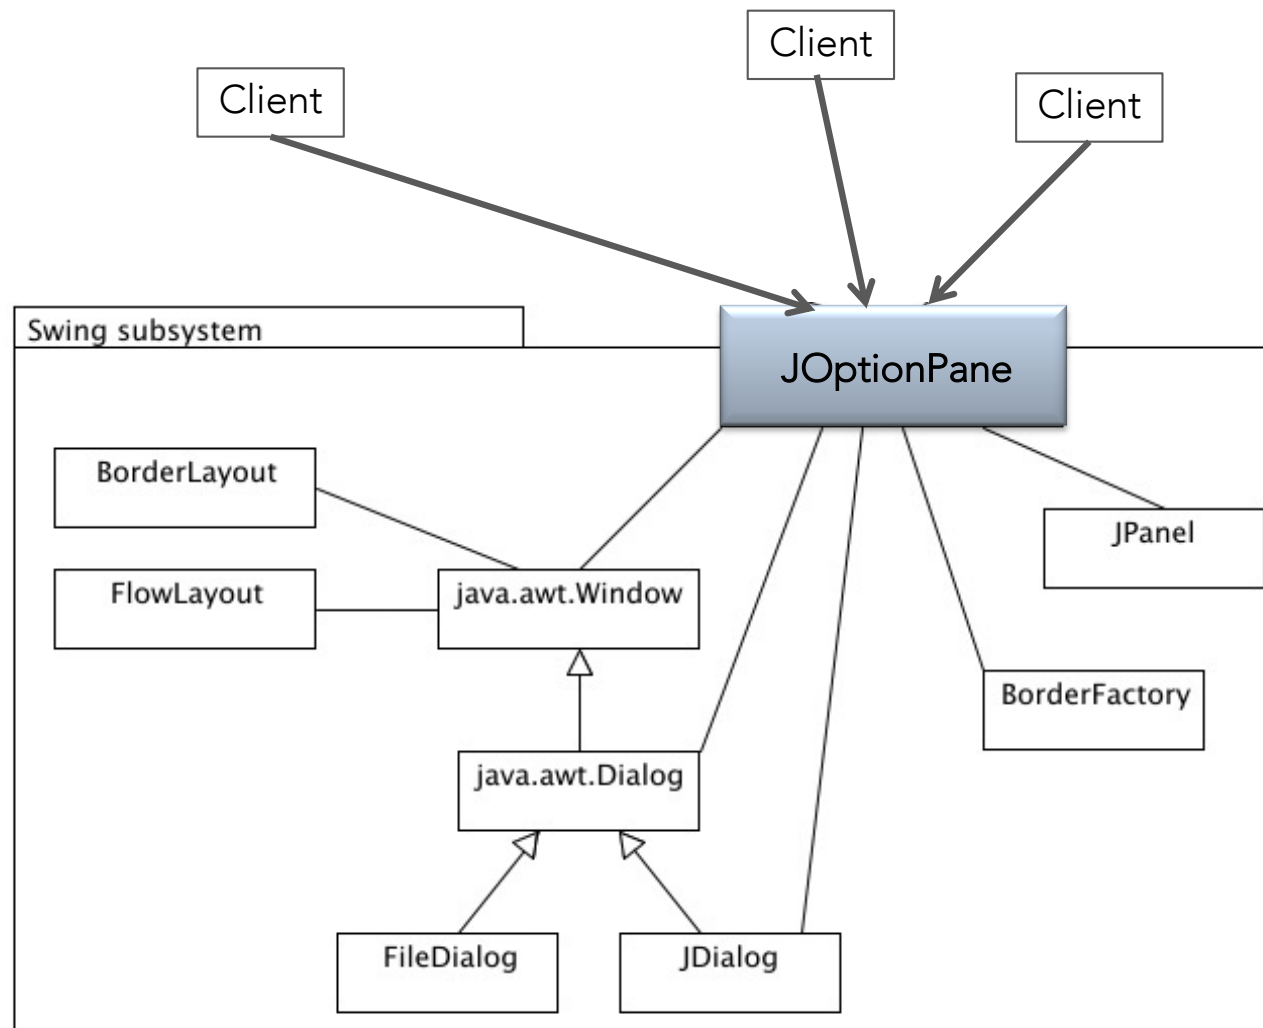 Client
Client
Client
Swing subsystem
JOptionPane
BorderLayout
JPanel
FlowLayout
java.awt.Window
BorderFactory
java.awt.Dialog
FileDialog
JDialog